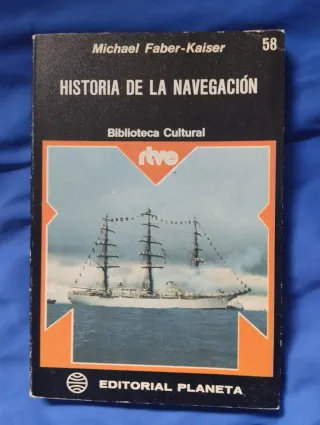 Michael Faber-Kaiser
58
HISTORIA DE LA NAVEGACIÓN
Biblioteca Cultural
rtve
EDITORIAL PLANETA